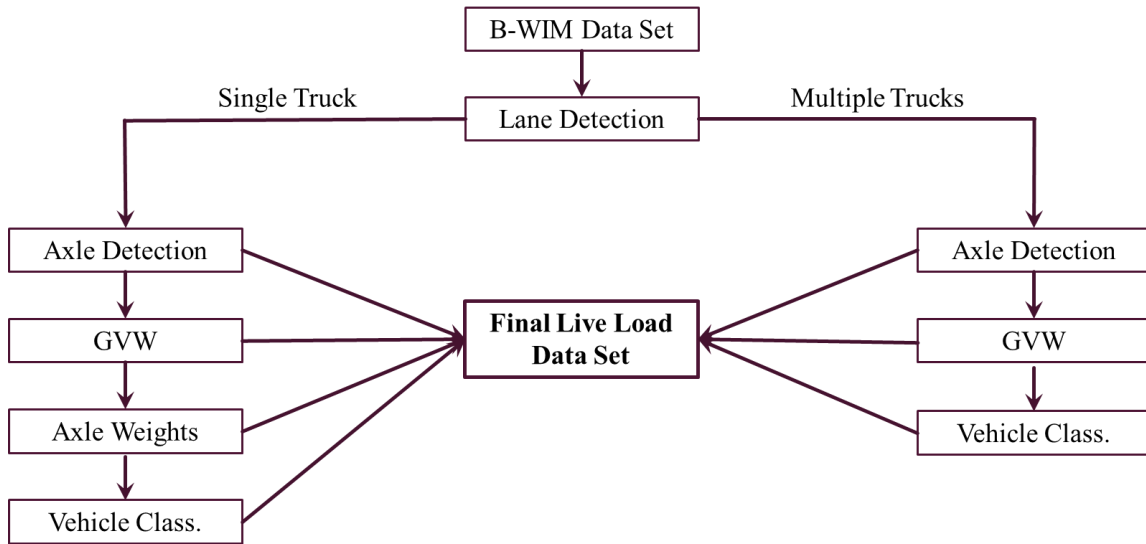 B-WIM Data Set
Single Truck
Lane Detection
Multiple Trucks
Axle Detection
GVW
Axle Weights
Vehicle Class.
Final Live Load
Data Set
Axle Detection
GVW
Vehicle Class.